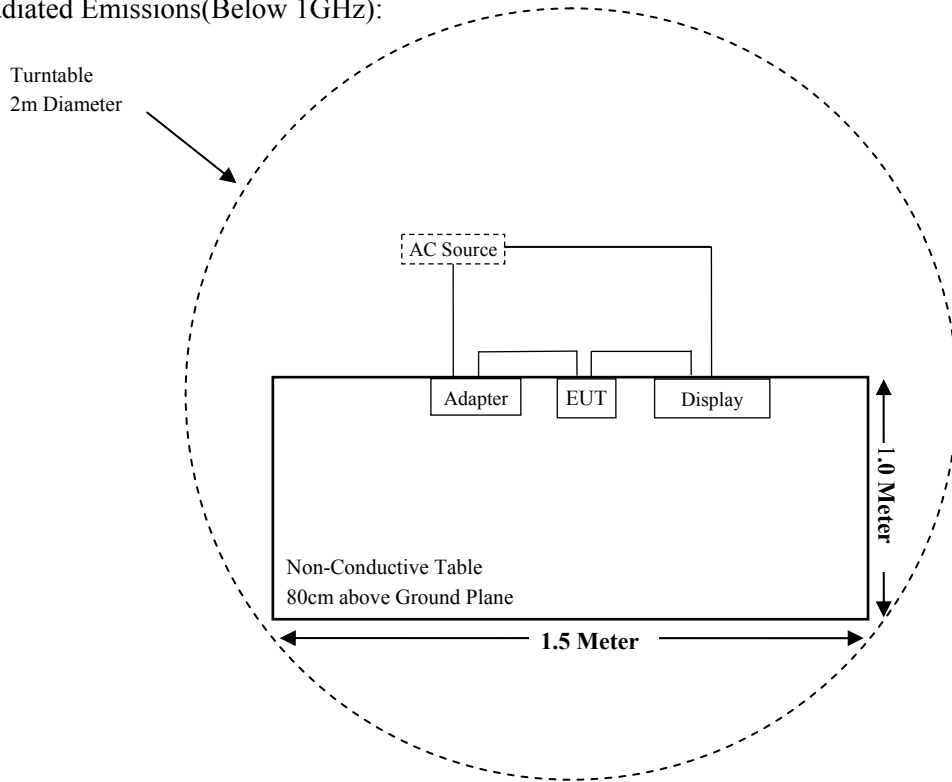 Emissions(Below 1GHz):
Turntable
2m Diameter
AC Source
Adapter
EUT
Display
1.0 Meter
Non-Conductive Table
80cm above Ground Plane
1.5 Meter